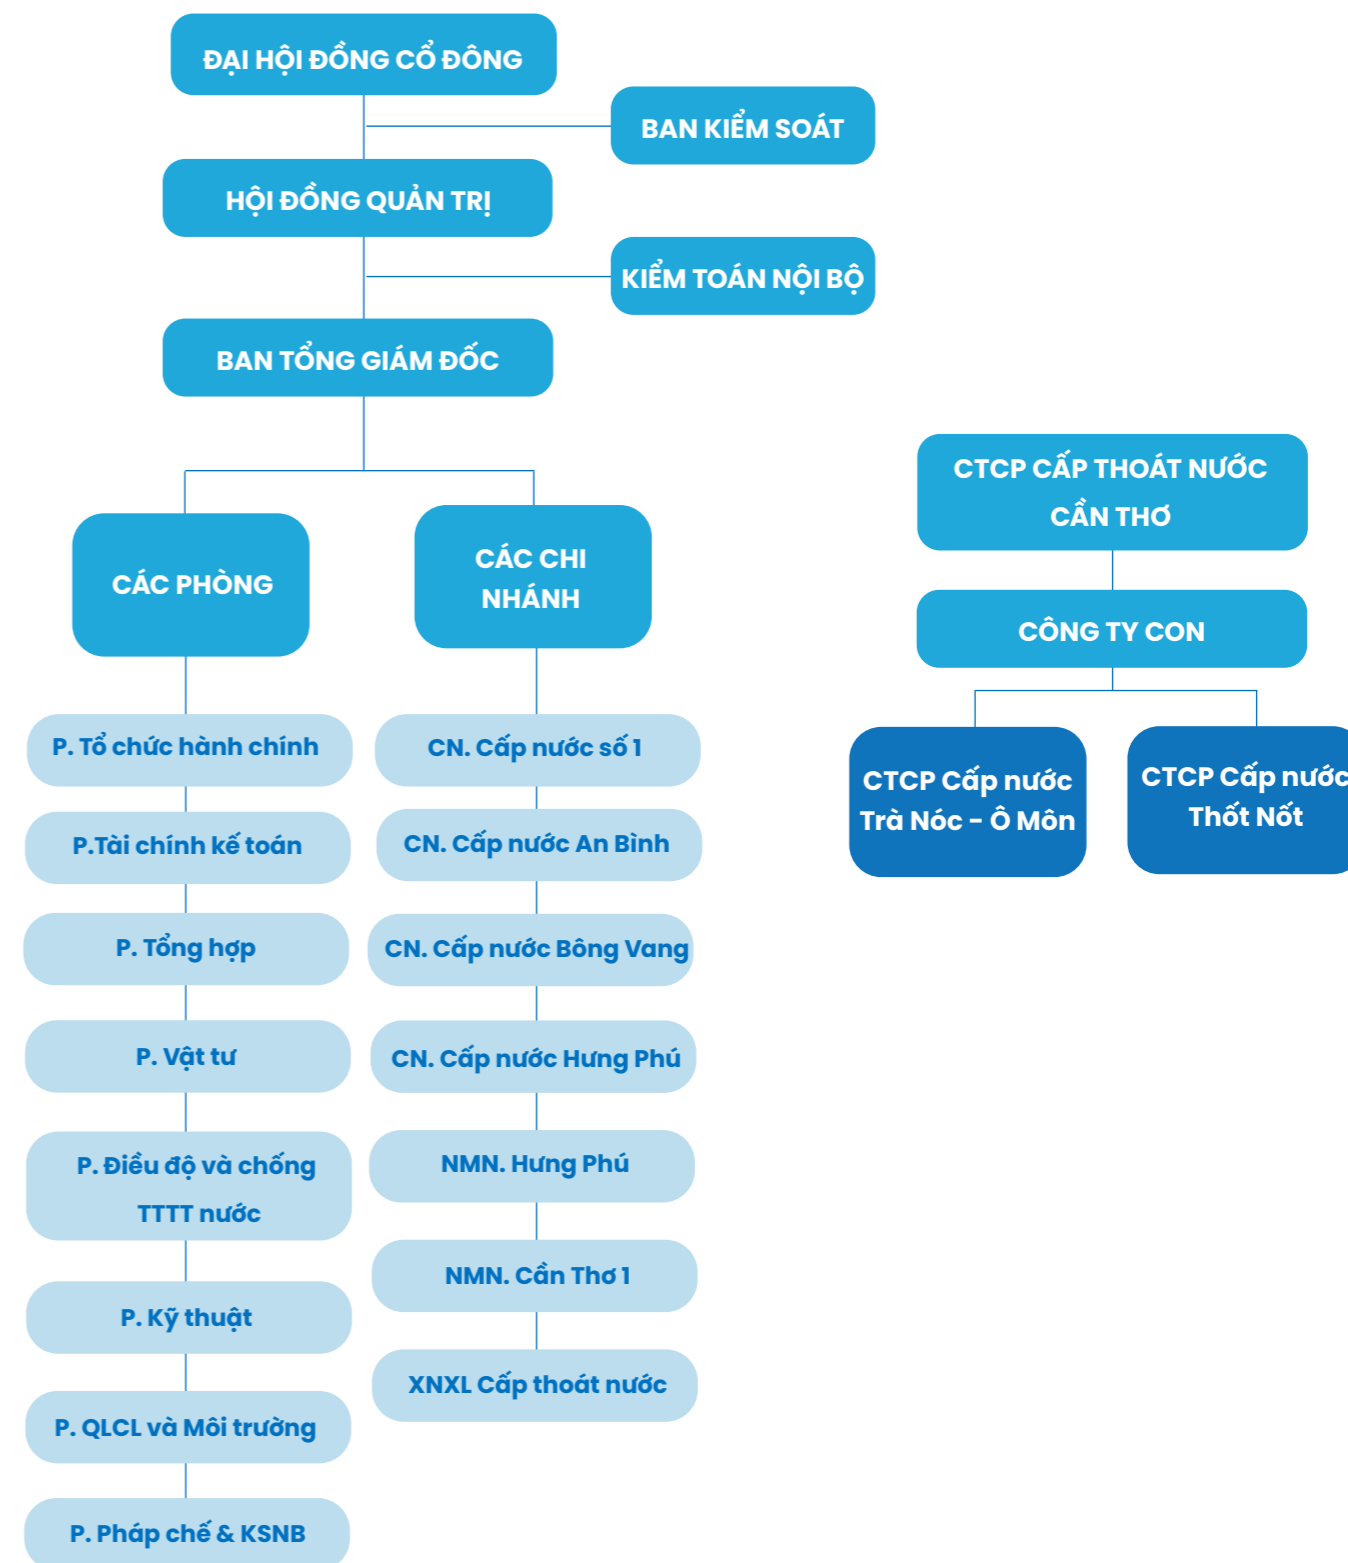 ĐẠI HỘI ĐỒNG CỔ ĐÔNG
BAN KIỂM SOÁT
HỘI ĐỒNG QUẢN TRỊ
KIỂM TOÁN NỘI BỘ
BAN TỔNG GIÁM ĐỐC
CÁC PHÒNG
P. Tổ chức hành chính
P.Tài chính kế toán
P. Tổng hợp
P. Vật tư
P. Điều độ và chống
TTTT nước
P. Kỹ thuật
P. QLCL và Môi trường
P. Pháp chế & KSNB
CÁC CHI
NHÁNH
CN. Cấp nước số 1
CN. Cấp nước An Bình
CN. Cấp nước Bông Vang
CN. Cấp nước Hưng Phú
NMN. Hưng Phú
NMN. Cần Thơ 1
XNXL Cấp thoát nước
CTCP CẤP THOÁT NƯỚC
CẦN THƠ
CÔNG TY CON
CTCP Cấp nước
Trà Nóc - Ô Môn
CTCP Cấp nước
Thốt Nốt